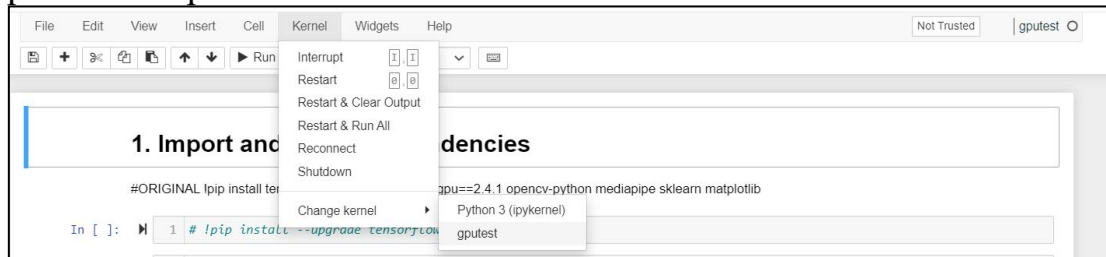 File Edit View Insert Cell Kernel Widgets Help Not Trusted gputest
Run
Interrupt I,I
Restart 0,0
Restart & Clear Output
Restart & Run All
Reconnect
Shutdown
Change kernel
Python 3 (ipykernel)
gputest
1. Import and dencies
#ORIGINAL !pip install te gpu==2.4.1 opencv-python mediapipe sklearn matplotlib
In [ ]: 1 # !pip install --upgrade tensorflow